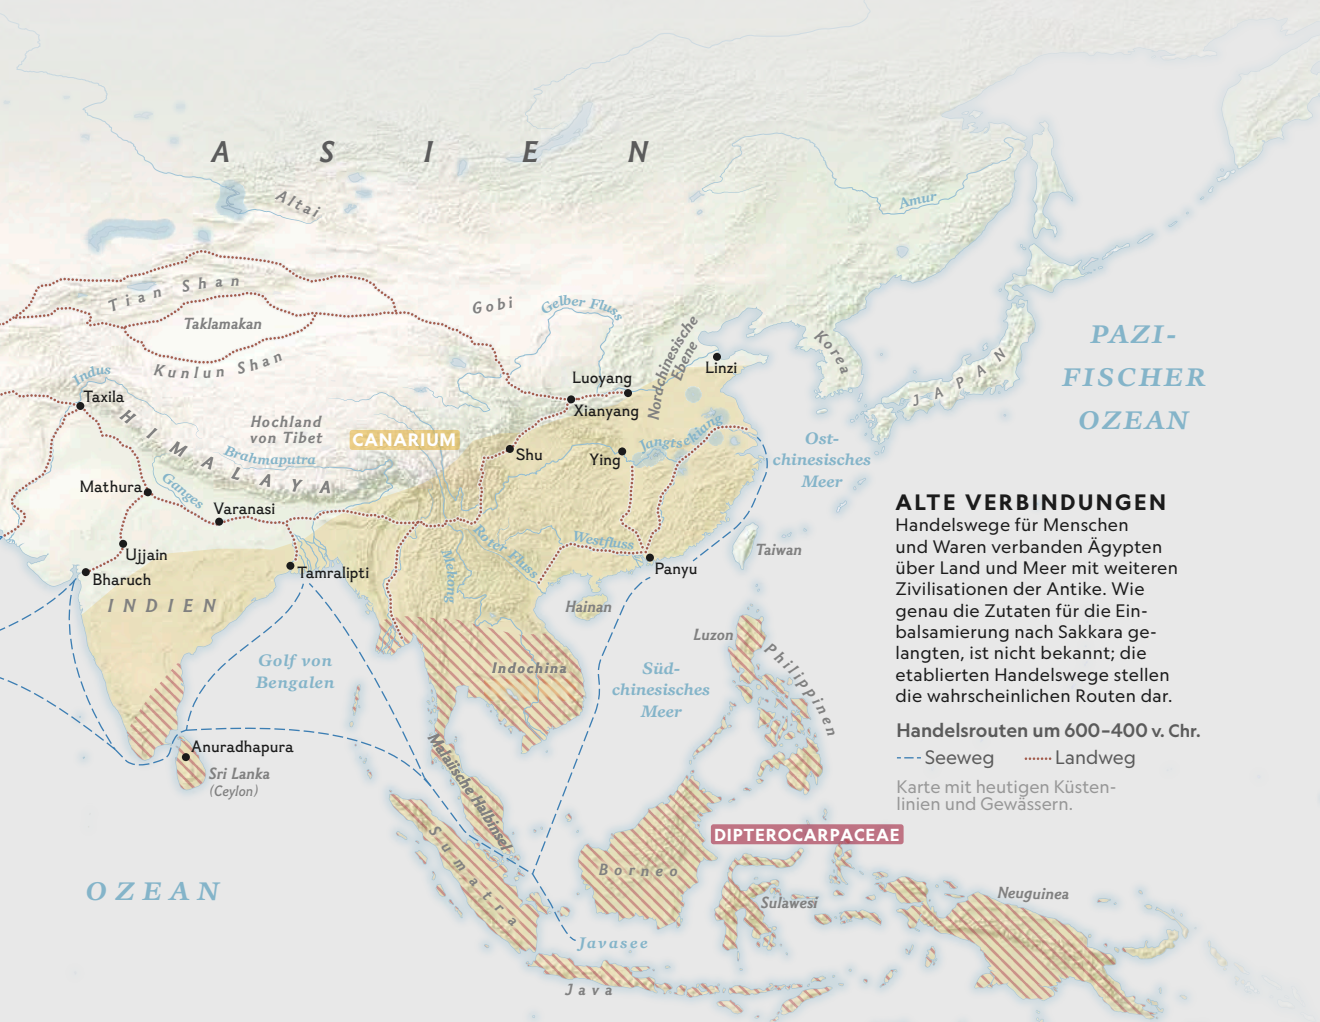 ASIEN
Altai
Amur
Tian Shan
Gobi
Gelber Fluss
Taklamakan
Kunlun Shan
Nordchinesische
Ebene
Korea
JAPAN
PAZI-
FISCHER
OZEAN
Linzi
Luoyang
Xianyang
Indus
Taxila
HIMALAYA
Hochland
von Tibet
CANARIUM
Brahmaputra
Shu
Ying
Jangtsekiang
Ost-
chinesisches
Meer
Mathura
Ganges
Varanasi
Ujjain
Bharuch
INDIEN
Tamralipti
Mekong
Roter Fluss
Westfluss
Panyu
Taiwan
Hainan
ALTE VERBINDUNGEN
Handelswege für Menschen
und Waren verbanden Ägypten
über Land und Meer mit weiteren
Zivilisationen der Antike. Wie
genau die Zutaten für die Ein-
balsamierung nach Sakkara ge-
langten, ist nicht bekannt; die
etablierten Handelswege stellen
die wahrscheinlichen Routen dar.
Handelsrouten um 600–400 v. Chr.
Seeweg
Landweg
Karte mit heutigen Küsten-
linien und Gewässern.
Golf von
Bengalen
Indochina
Süd-
chinesisches
Meer
Luzon
Philippinen
Anuradhapura
Sri Lanka
(Ceylon)
Malaiische Halbinsel
DIPTEROCARPACEAE
Sumatra
Borneo
Sulawesi
Neuguinea
OZEAN
Javasee
Java